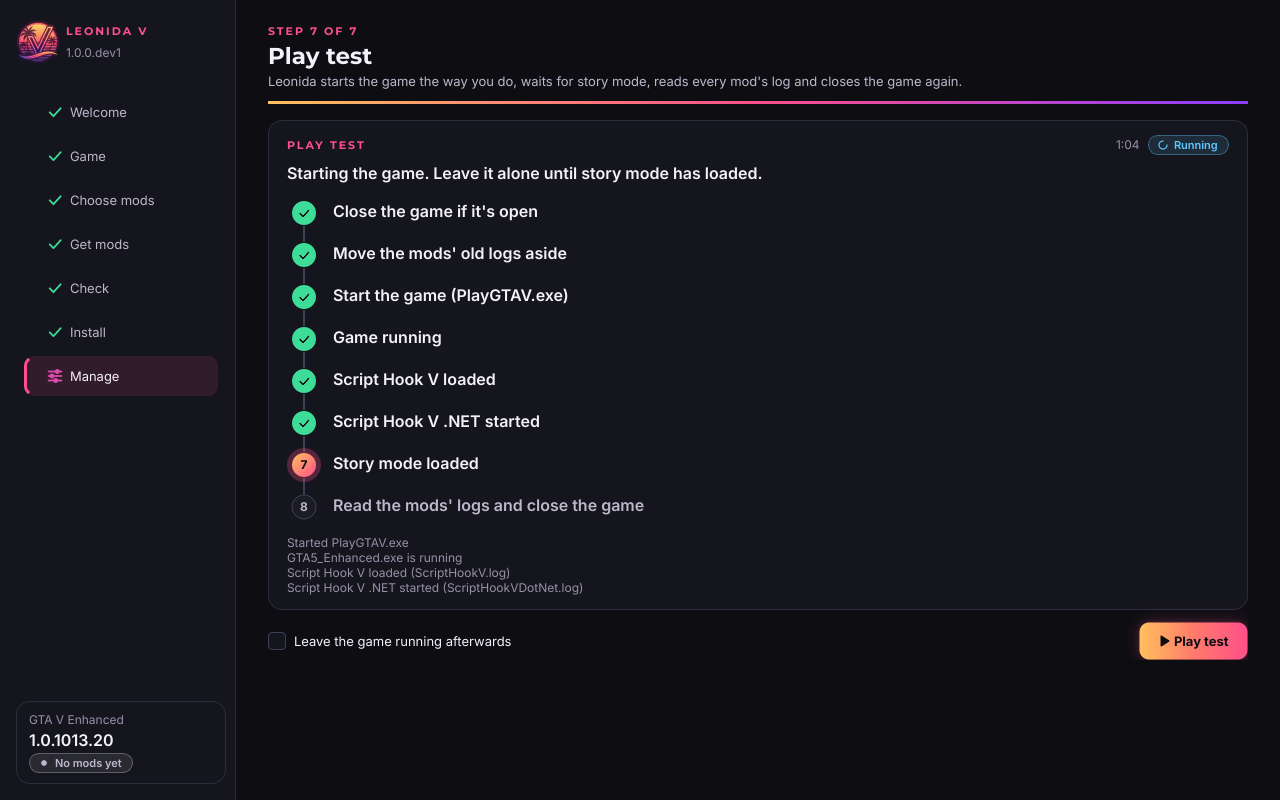 LEONIDA V
1.0.0.dev1
Welcome
Game
Choose mods
Get mods
Check
Install
Manage
GTA V Enhanced
1.0.1013.20
No mods yet
STEP 7 OF 7
Play test
Leonida starts the game the way you do, waits for story mode, reads every mod's log and closes the game again.
PLAY TEST
1:04
Running
Starting the game. Leave it alone until story mode has loaded.
Close the game if it's open
Move the mods' old logs aside
Start the game (PlayGTAV.exe)
Game running
Script Hook V loaded
Script Hook V .NET started
7 Story mode loaded
8 Read the mods' logs and close the game
Started PlayGTAV.exe
GTA5_Enhanced.exe is running
Script Hook V loaded (ScriptHookV.log)
Script Hook V .NET started (ScriptHookVDotNet.log)
Leave the game running afterwards
Play test